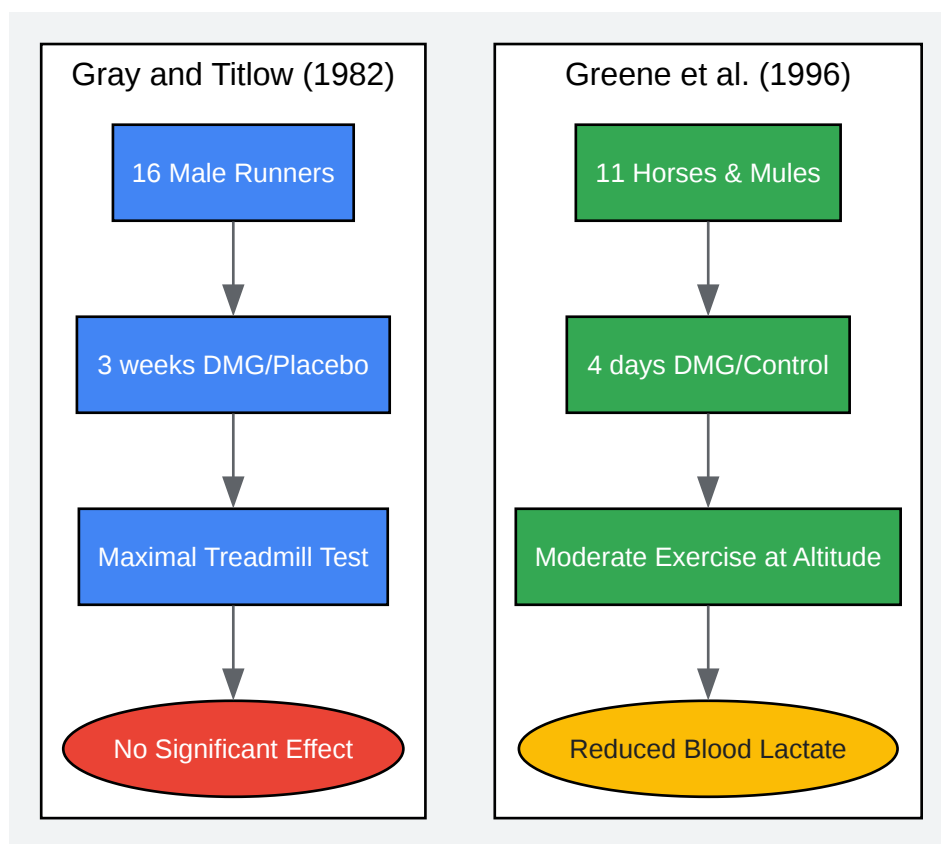 Gray and Titlow (1982)
16 Male Runners
3 weeks DMG/Placebo
Maximal Treadmill Test
No Significant Effect
Greene et al. (1996)
11 Horses & Mules
4 days DMG/Control
Moderate Exercise at Altitude
Reduced Blood Lactate